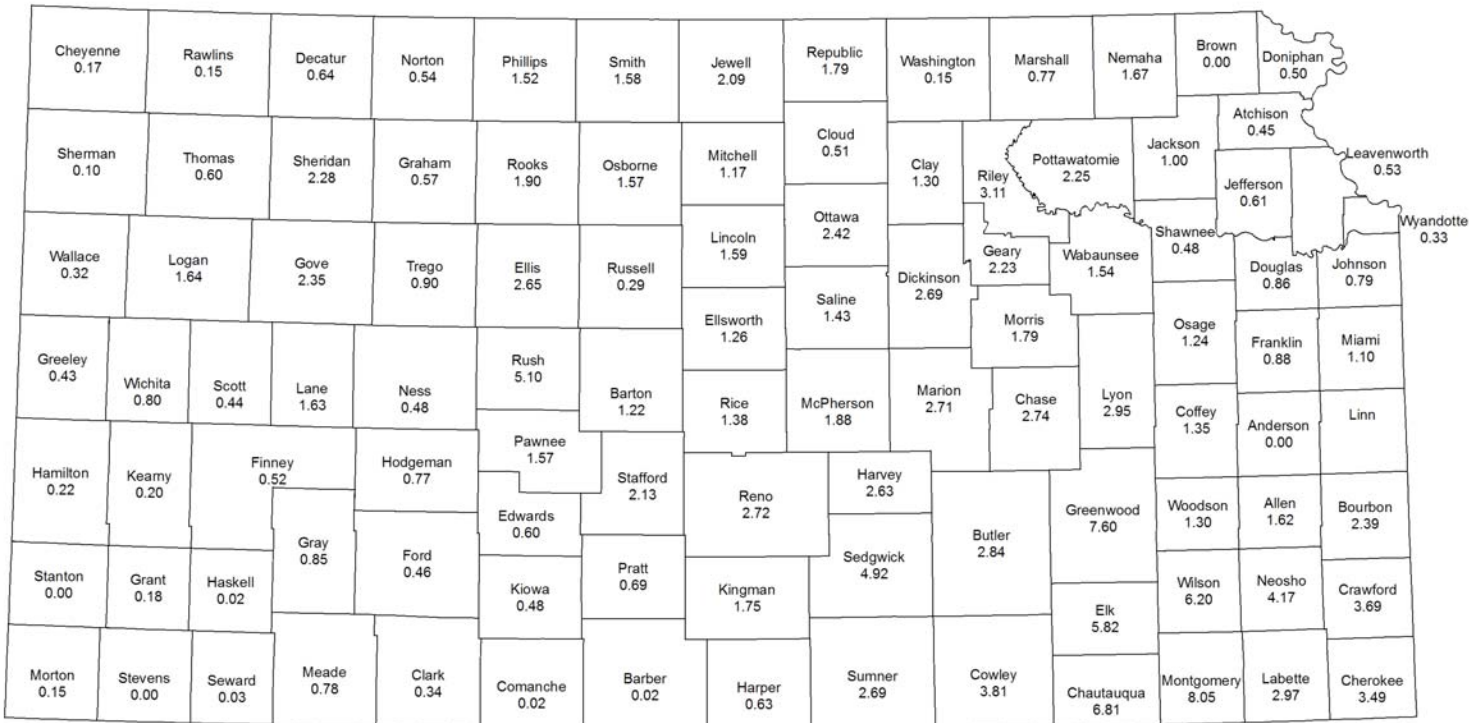 Cheyenne
0.17
Rawlins
0.15
Decatur
0.64
Norton
0.54
Phillips
1.52
Smith
1.58
Jewell
2.09
Republic
1.79
Washington
0.15
Marshall
0.77
Nemaha
1.67
Brown
0.00
Doniphan
0.50
Atchison
0.45
Sherman
0.10
Thomas
0.60
Sheridan
2.28
Graham
0.57
Rooks
1.90
Osborne
1.57
Mitchell
1.17
Cloud
0.51
Clay
1.30
Riley
3.11
Pottawatomie
2.25
Jackson
1.00
Jefferson
0.61
Leavenworth
0.53
Wyandotte
0.33
Wallace
0.32
Logan
1.64
Gove
2.35
Trego
0.90
Ellis
2.65
Russell
0.29
Lincoln
1.59
Ottawa
2.42
Saline
1.43
Dickinson
2.69
Geary
2.23
Wabaunsee
1.54
Shawnee
0.48
Douglas
0.86
Johnson
0.79
Ellsworth
1.26
Morris
1.79
Osage
1.24
Franklin
0.88
Miami
1.10
Greeley
0.43
Wichita
0.80
Scott
0.44
Lane
1.63
Ness
0.48
Rush
5.10
Barton
1.22
Rice
1.38
McPherson
1.88
Marion
2.71
Chase
2.74
Lyon
2.95
Coffey
1.35
Anderson
0.00
Linn
Hamilton
0.22
Kearny
0.20
Finney
0.52
Hodgeman
0.77
Pawnee
1.57
Stafford
2.13
Reno
2.72
Harvey
2.63
Edwards
0.60
Gray
0.85
Ford
0.46
Sedgwick
4.92
Butler
2.84
Greenwood
7.60
Woodson
1.30
Allen
1.62
Bourbon
2.39
Stanton
0.00
Grant
0.18
Haskell
0.02
Kiowa
0.48
Pratt
0.69
Kingman
1.75
Elk
5.82
Wilson
6.20
Neosho
4.17
Crawford
3.69
Morton
0.15
Stevens
0.00
Seward
0.03
Meade
0.78
Clark
0.34
Comanche
0.02
Barber
0.02
Harper
0.63
Sumner
2.69
Cowley
3.81
Chautauqua
6.81
Montgomery
8.05
Labette
2.97
Cherokee
3.49